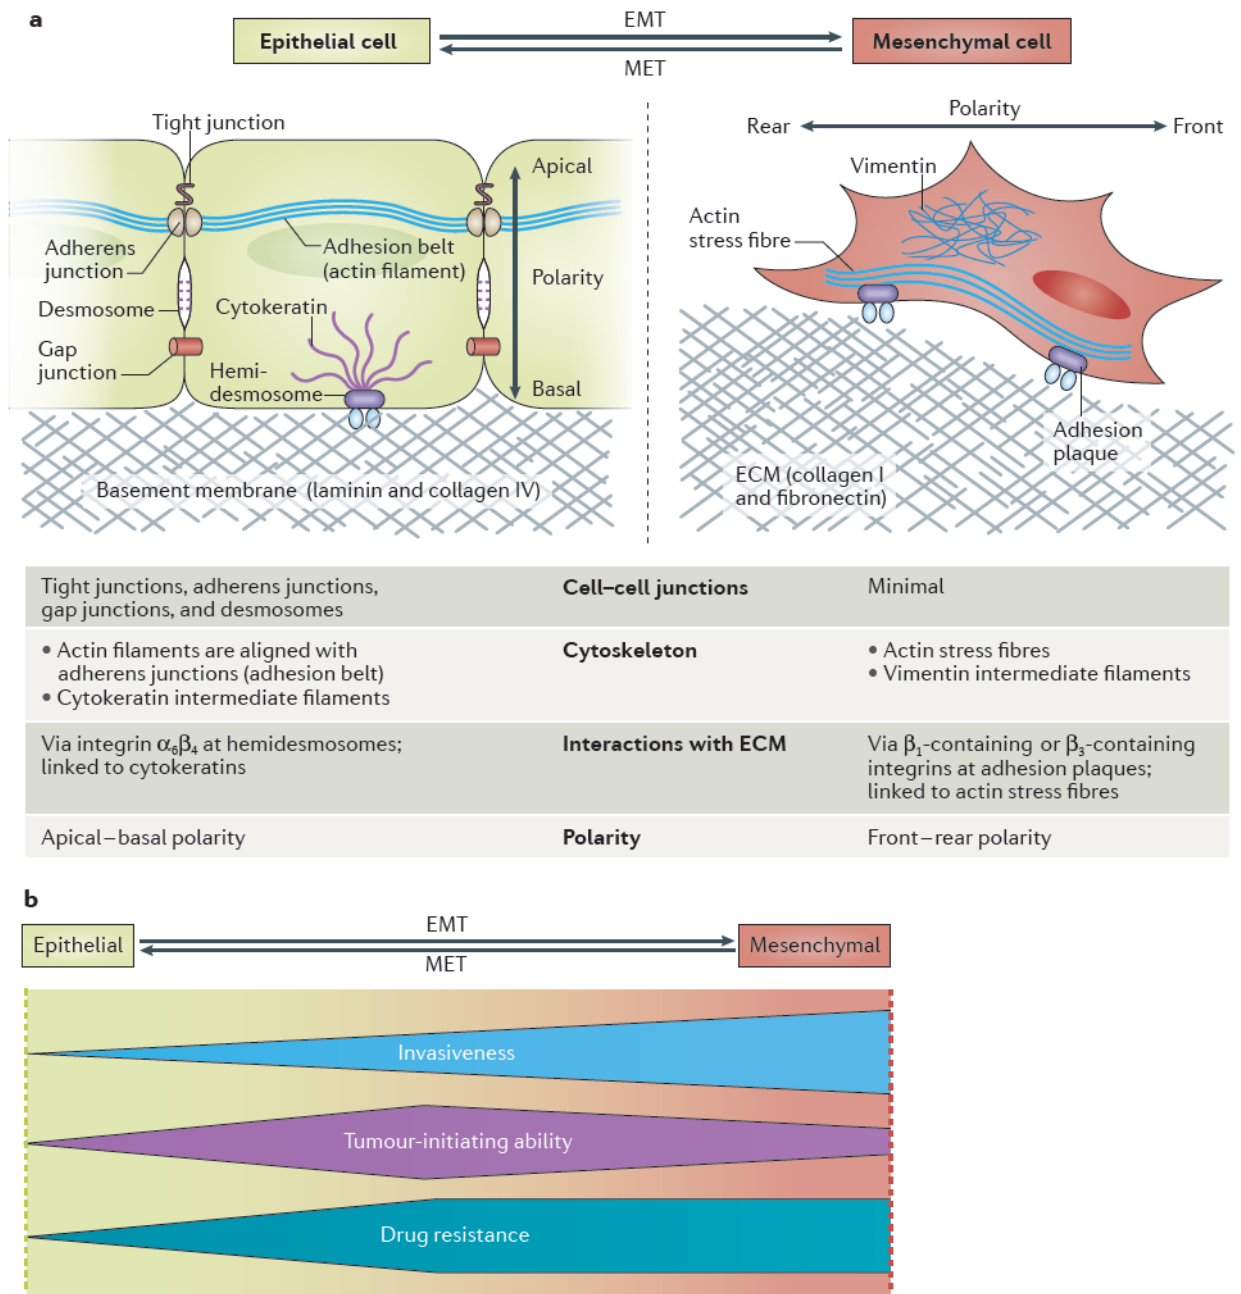 a
EMT
Epithelial cell
Mesenchymal cell
MET
Tight junction
Apical
Adherens
junction
Adhesion belt
(actin filament)
Polarity
Desmosome
Cytokeratin
Gap
junction
Hemi-
desmosome
Basal
Basement membrane (laminin and collagen IV)
Polarity
Rear
Front
Vimentin
Actin
stress fibre
Adhesion
plaque
ECM (collagen I
and fibronectin)
Tight junctions, adherens junctions,
gap junctions, and desmosomes
Cell–cell junctions
Minimal
• Actin filaments are aligned with
adherens junctions (adhesion belt)
• Cytokeratin intermediate filaments
Cytoskeleton
• Actin stress fibres
• Vimentin intermediate filaments
Via integrin α₆β₄ at hemidesmosomes;
linked to cytokeratins
Interactions with ECM
Via β₁-containing or β₃-containing
integrins at adhesion plaques;
linked to actin stress fibres
Apical–basal polarity
Polarity
Front–rear polarity
b
EMT
Epithelial
Mesenchymal
MET
Invasiveness
Tumour-initiating ability
Drug resistance